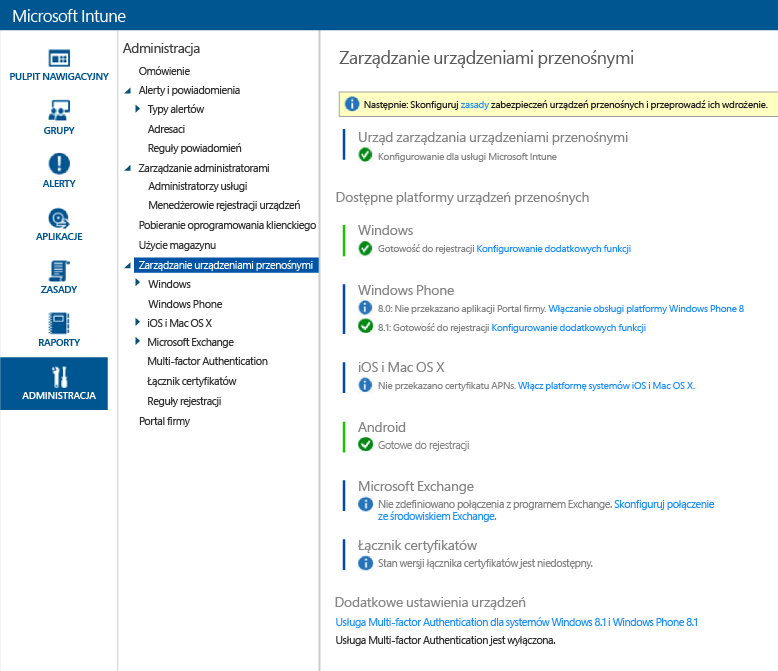 Microsoft Intune
PULPIT NAWIGACYJNY
GRUPY
ALERTY
APLIKACJE
ZASADY
RAPORTY
ADMINISTRACJA
Administracja
Omówienie
Alerty i powiadomienia
Typy alertów
Adresaci
Reguły powiadomień
Zarządzanie administratorami
Administratorzy usługi
Menedżerowie rejestracji urządzeń
Pobieranie oprogramowania klienckiego
Użycie magazynu
Zarządzanie urządzeniami przenośnymi
Windows
Windows Phone
iOS i Mac OS X
Microsoft Exchange
Multi-factor Authentication
Łącznik certyfikatów
Reguły rejestracji
Portal firmy
Zarządzanie urządzeniami przenośnymi
Następnie: Skonfiguruj zasady zabezpieczeń urządzeń przenośnych i przeprowadź ich wdrożenie.
Urząd zarządzania urządzeniami przenośnymi
Konfigurowanie dla usługi Microsoft Intune
Dostępne platformy urządzeń przenośnych
Windows
Gotowość do rejestracji Konfigurowanie dodatkowych funkcji
Windows Phone
8.0: Nie przekazano aplikacji Portal firmy. Włączanie obsługi platformy Windows Phone 8
8.1: Gotowość do rejestracji Konfigurowanie dodatkowych funkcji
iOS i Mac OS X
Nie przekazano certyfikatu APNs. Włącz platformę systemów iOS i Mac OS X.
Android
Gotowe do rejestracji
Microsoft Exchange
Nie zdefiniowano połączenia z programem Exchange. Skonfiguruj połączenie
ze środowiskiem Exchange.
Łącznik certyfikatów
Stan wersji łącznika certyfikatów jest niedostępny.
Dodatkowe ustawienia urządzeń
Usługa Multi-factor Authentication dla systemów Windows 8.1 i Windows Phone 8.1
Usługa Multi-factor Authentication jest wyłączona.